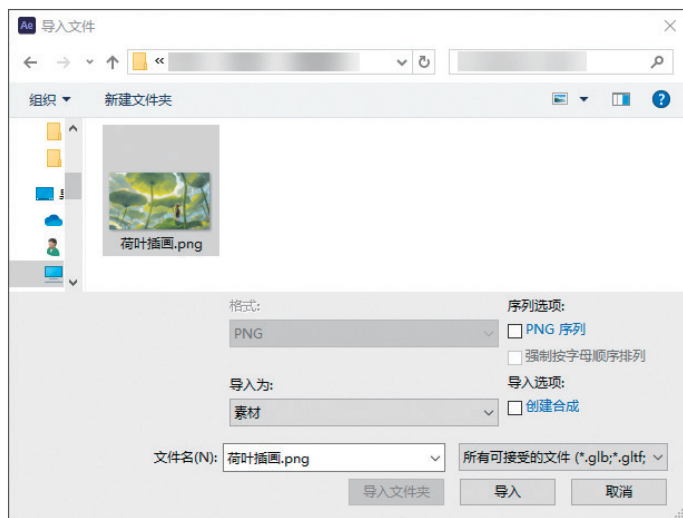 Ae 导入文件
«
组织 新建文件夹
荷叶插画.png
格式:
PNG
序列选项:
PNG 序列
强制按字母顺序排列
导入为:
素材
导入选项:
创建合成
文件名(N): 荷叶插画.png 所有可接受的文件 (*.glb;*.gltf;
导入文件夹 导入 取消